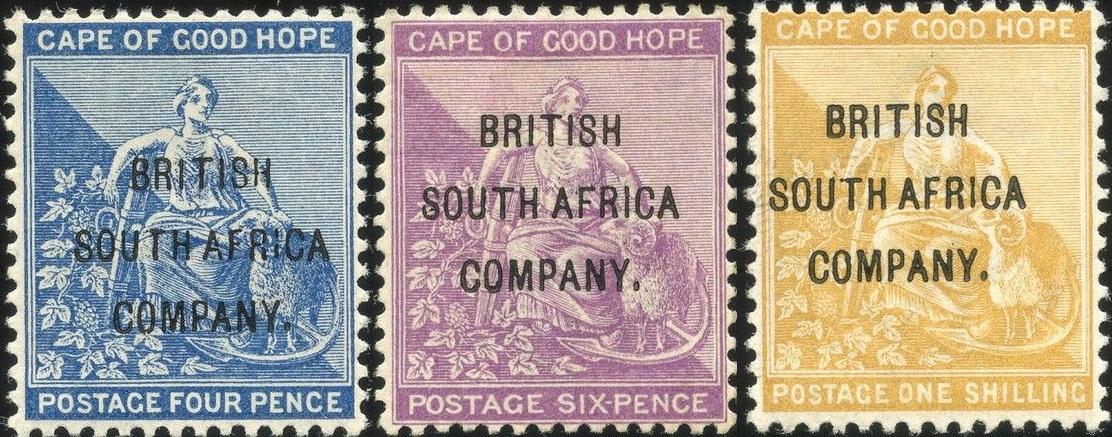 CAPE OF GOOD HOPE
BRITISH
SOUTH AFRICA
COMPANY.
POSTAGE FOUR PENCE
CAPE OF GOOD HOPE
BRITISH
SOUTH AFRICA
COMPANY.
POSTAGE SIX-PENCE
CAPE OF GOOD HOPE
BRITISH
SOUTH AFRICA
COMPANY.
POSTAGE ONE SHILLING